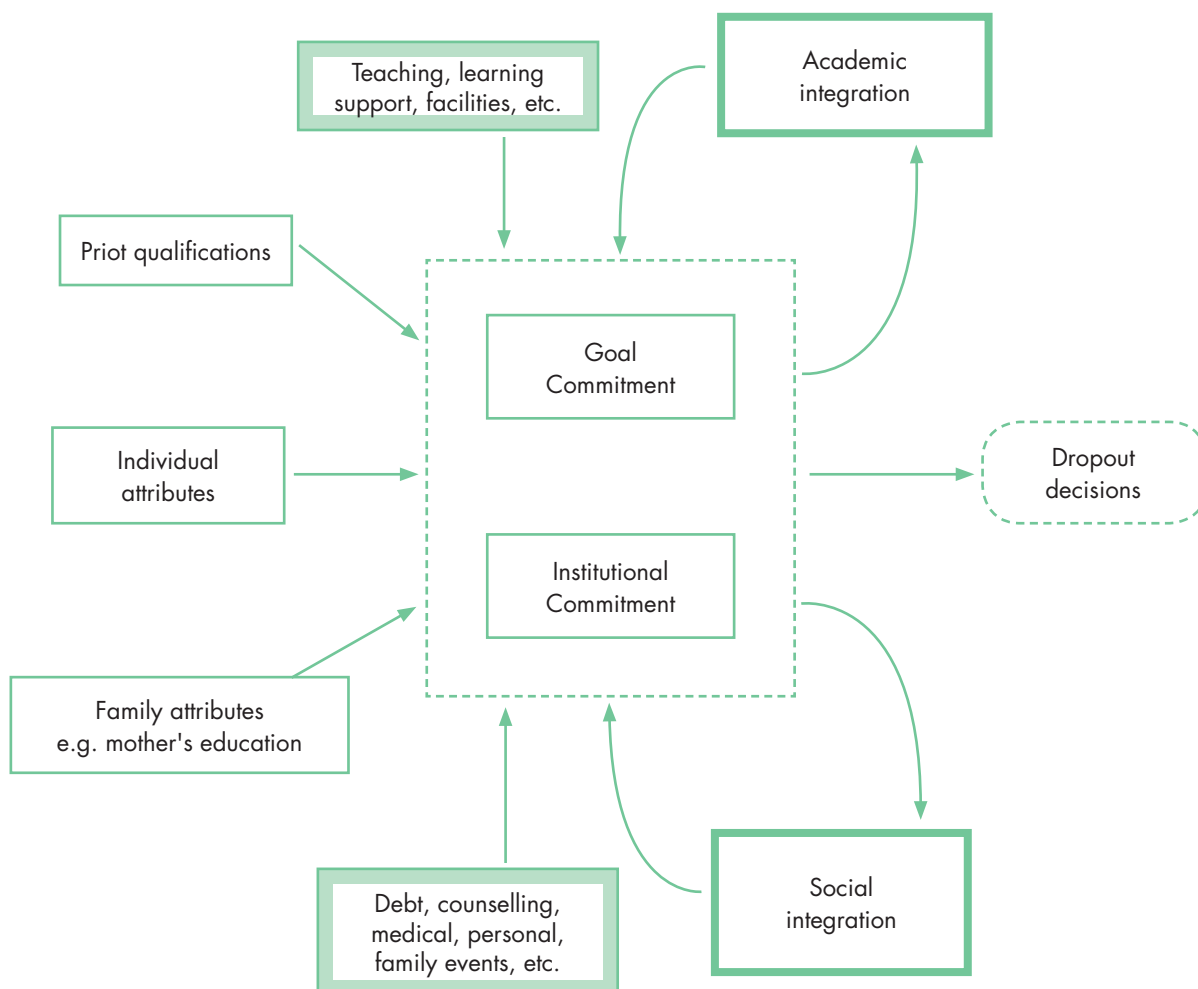 Teaching, learning
support, facilities, etc.
Academic
integration
Priot qualifications
Goal
Commitment
Individual
attributes
Dropout
decisions
Institutional
Commitment
Family attributes
e.g. mother's education
Debt, counselling,
medical, personal,
family events, etc.
Social
integration